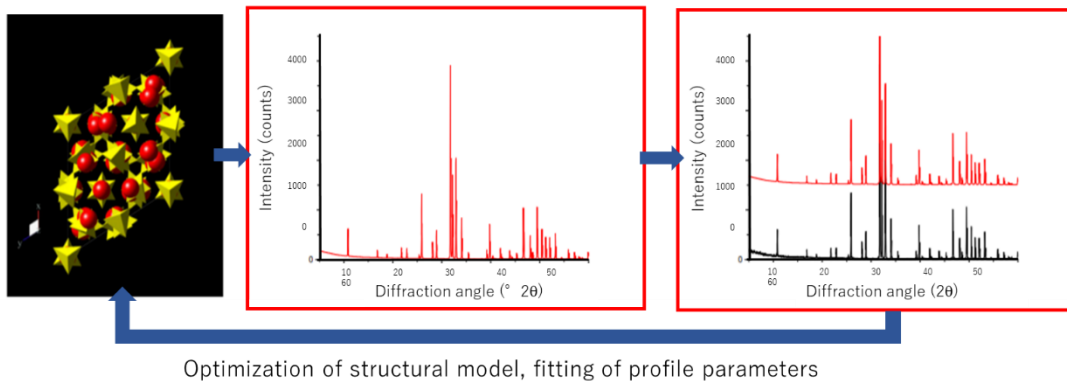 4000
3000
2000
1000
0
0
10 20 30 40 50
60
Intensity (counts)
Diffraction angle (° 2θ)
4000
3000
2000
1000
0
0
10 20 30 40 50
60
Intensity (counts)
Diffraction angle (2θ)
Optimization of structural model, fitting of profile parameters